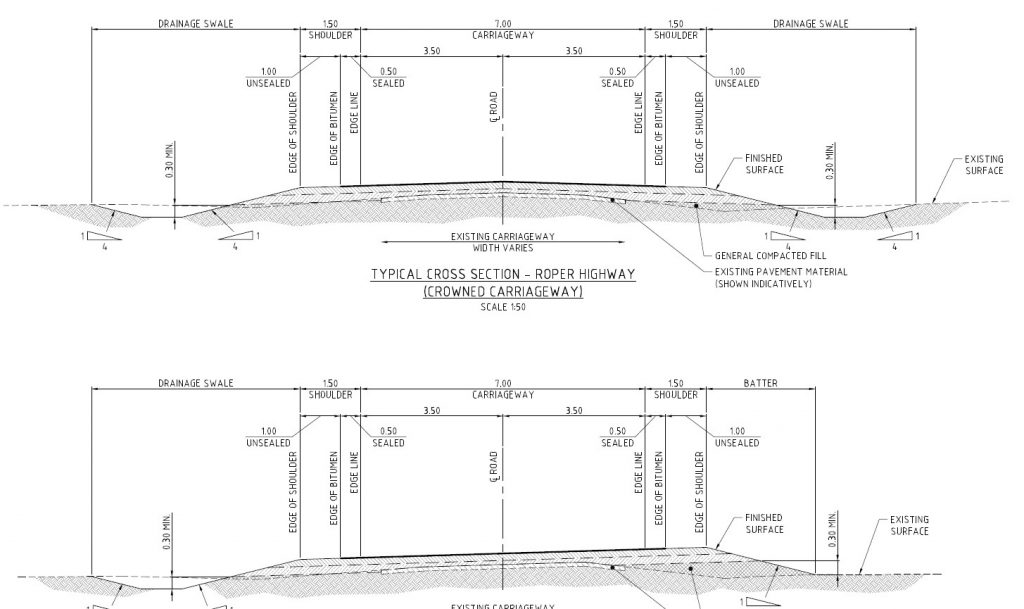 DRAINAGE SWALE
1.50
SHOULDER
7.00
CARRIAGEWAY
1.50
SHOULDER
DRAINAGE SWALE
3.50
3.50
1.00
UNSEALED
0.50
SEALED
0.50
SEALED
1.00
UNSEALED
EDGE OF SHOULDER
EDGE OF BITUMEN
EDGE LINE
℄ ROAD
EDGE LINE
EDGE OF BITUMEN
EDGE OF SHOULDER
0.30 MIN.
0.30 MIN.
FINISHED
SURFACE
EXISTING
SURFACE
1
4
4
1
1
4
4
1
EXISTING CARRIAGEWAY
WIDTH VARIES
GENERAL COMPACTED FILL
EXISTING PAVEMENT MATERIAL
(SHOWN INDICATIVELY)
TYPICAL CROSS SECTION - ROPER HIGHWAY
(CROWNED CARRIAGEWAY)
SCALE 1:50
DRAINAGE SWALE
1.50
SHOULDER
7.00
CARRIAGEWAY
1.50
SHOULDER
BATTER
3.50
3.50
1.00
UNSEALED
0.50
SEALED
0.50
SEALED
1.00
UNSEALED
EDGE OF SHOULDER
EDGE OF BITUMEN
EDGE LINE
℄ ROAD
EDGE LINE
EDGE OF BITUMEN
EDGE OF SHOULDER
0.30 MIN.
0.30 MIN.
FINISHED
SURFACE
EXISTING
SURFACE
1
1
1
EXISTING CARRIAGEWAY